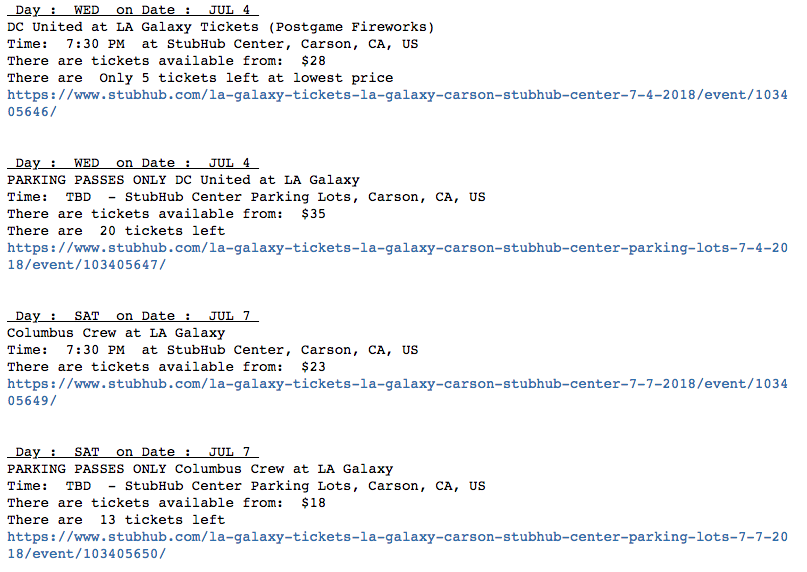 Day :  WED  on Date :  JUL 4
DC United at LA Galaxy Tickets (Postgame Fireworks)
Time:  7:30 PM  at StubHub Center, Carson, CA, US
There are tickets available from:  $28
There are  Only 5 tickets left at lowest price
https://www.stubhub.com/la-galaxy-tickets-la-galaxy-carson-stubhub-center-7-4-2018/event/1034
05646/
Day :  WED  on Date :  JUL 4
PARKING PASSES ONLY DC United at LA Galaxy
Time:  TBD  - StubHub Center Parking Lots, Carson, CA, US
There are tickets available from:  $35
There are  20 tickets left
https://www.stubhub.com/la-galaxy-tickets-la-galaxy-carson-stubhub-center-parking-lots-7-4-20
18/event/103405647/
Day :  SAT  on Date :  JUL 7
Columbus Crew at LA Galaxy
Time:  7:30 PM  at StubHub Center, Carson, CA, US
There are tickets available from:  $23
https://www.stubhub.com/la-galaxy-tickets-la-galaxy-carson-stubhub-center-7-7-2018/event/1034
05649/
Day :  SAT  on Date :  JUL 7
PARKING PASSES ONLY Columbus Crew at LA Galaxy
Time:  TBD  - StubHub Center Parking Lots, Carson, CA, US
There are tickets available from:  $18
There are  13 tickets left
https://www.stubhub.com/la-galaxy-tickets-la-galaxy-carson-stubhub-center-parking-lots-7-7-20
18/event/103405650/